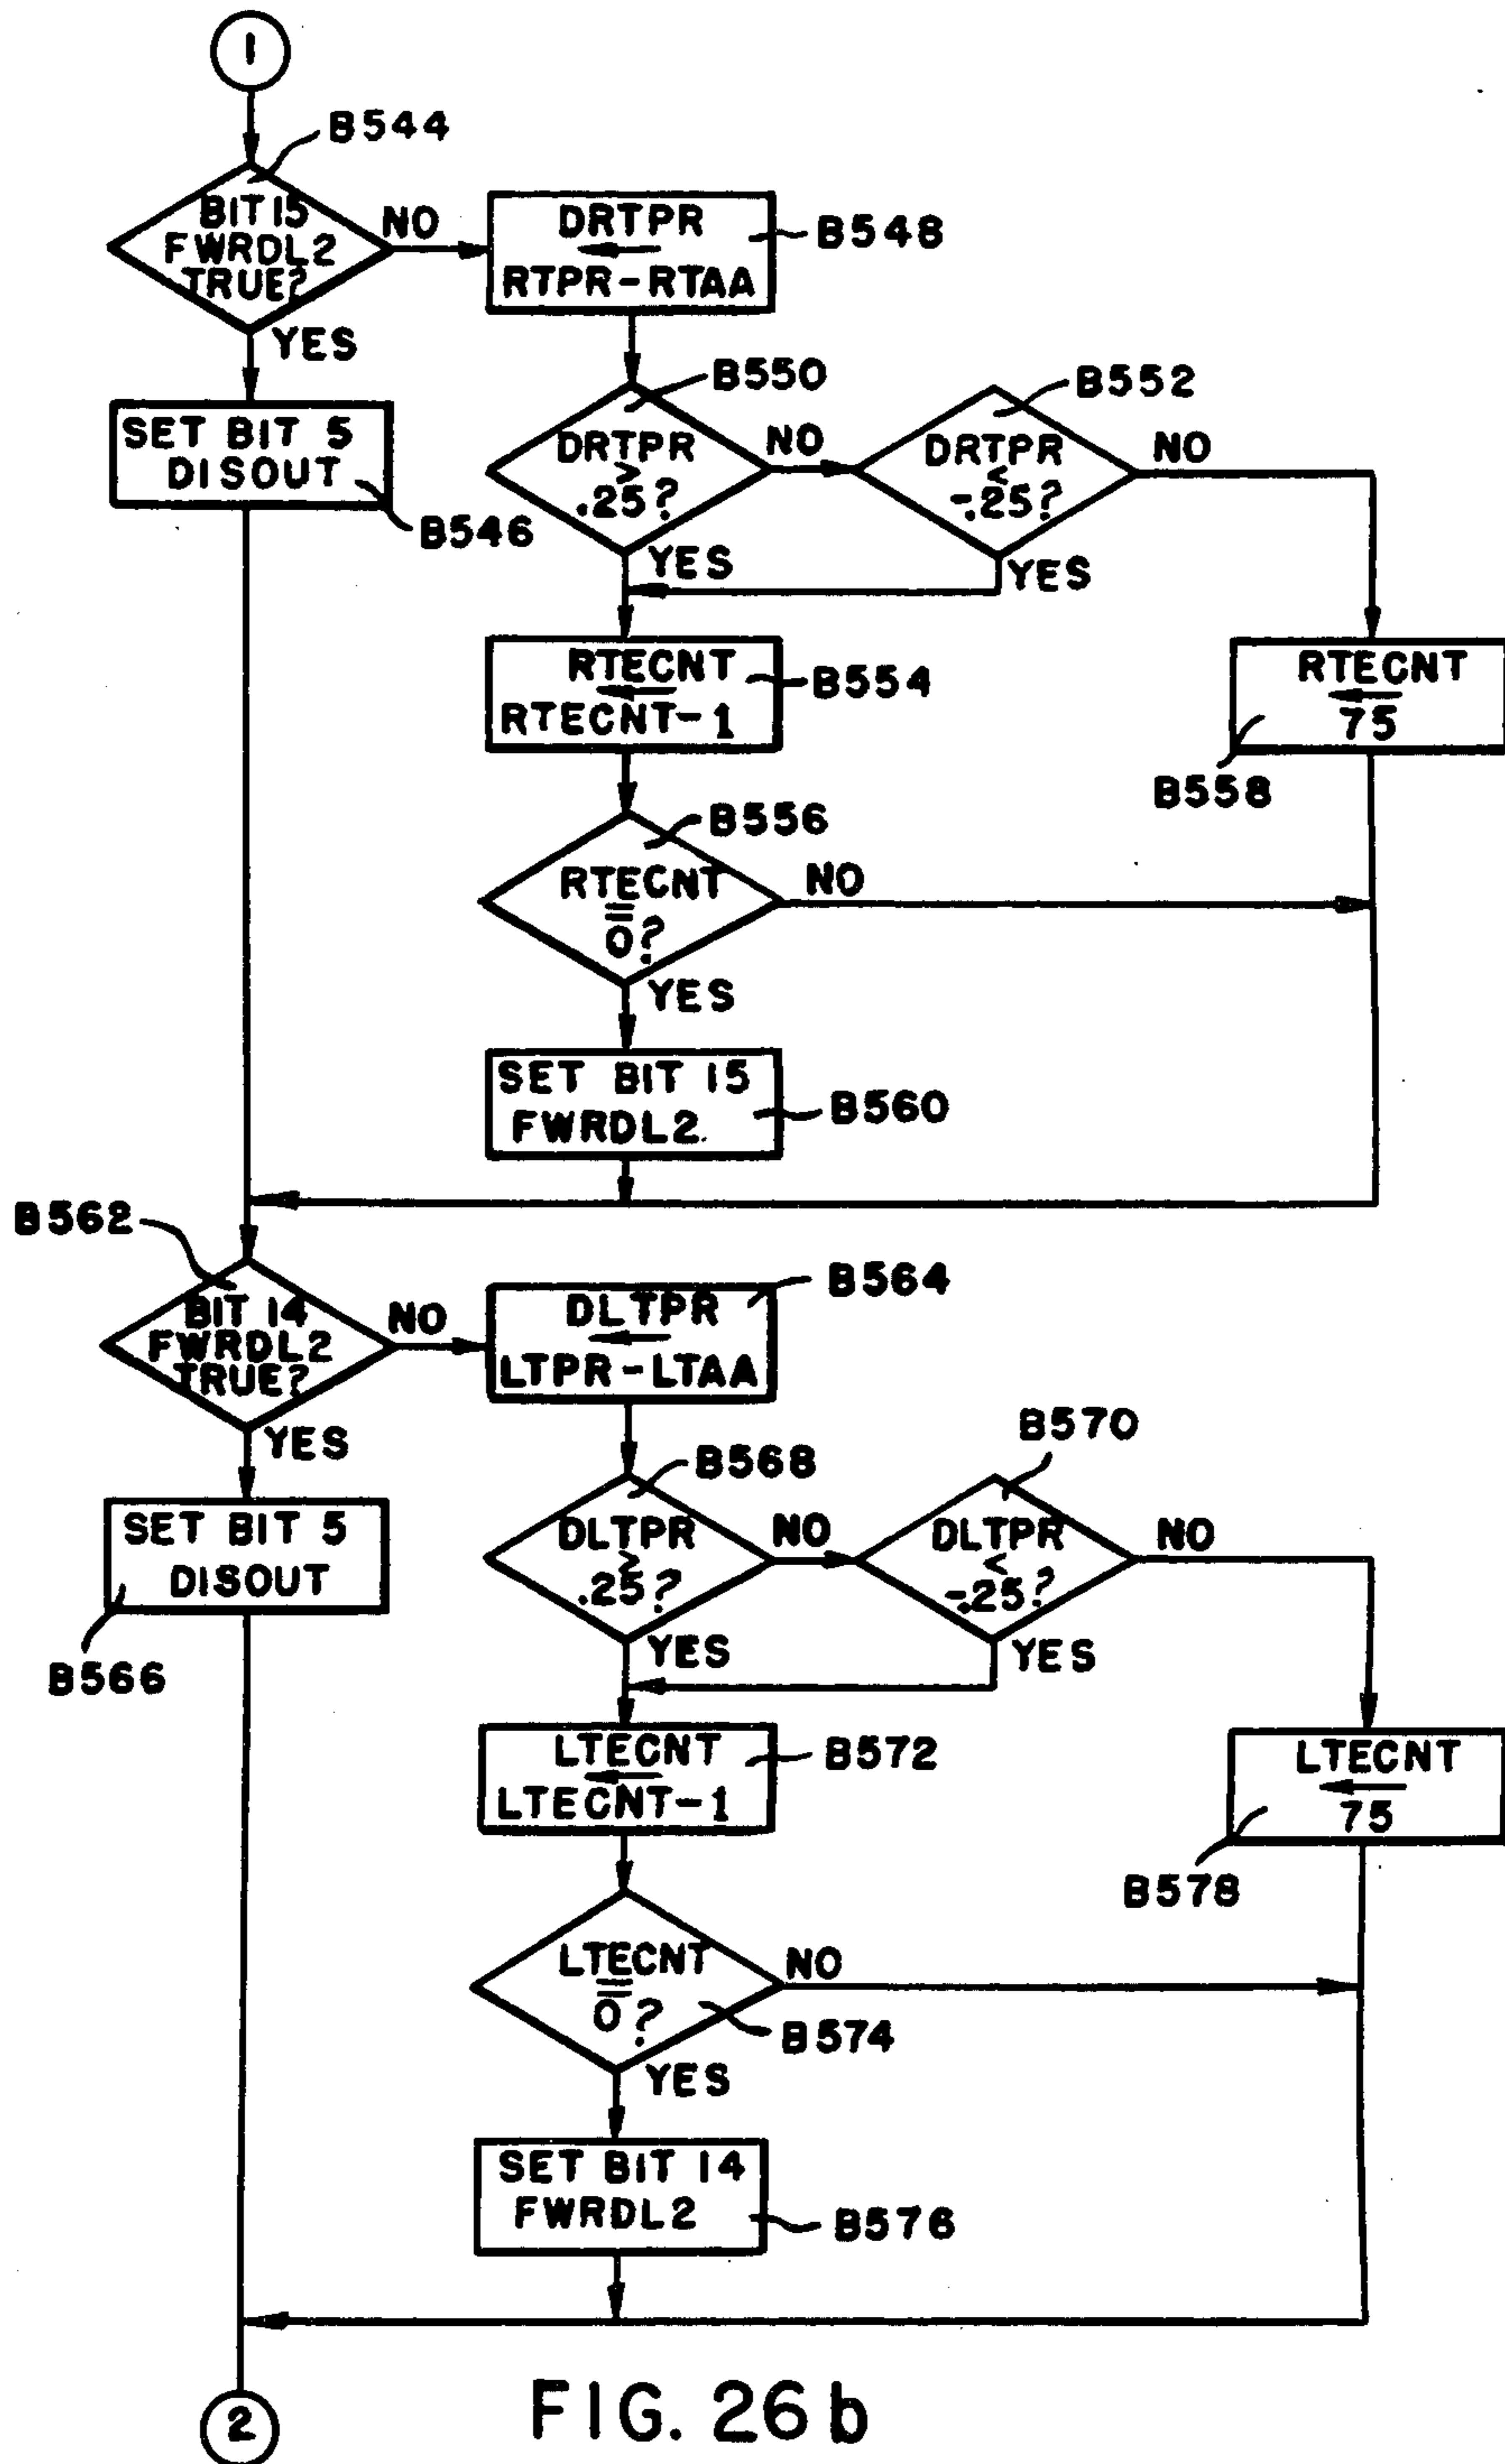 1
B544
BIT 15
FWRDL2
TRUE?
NO
YES
DRTPR
←
RTPR-RTAA
B548
SET BIT 5
DISOUT
B546
B550
DRTPR
>
.25?
NO
YES
B552
DRTPR
<
-.25?
NO
YES
RTECNT
←
RTECNT-1
B554
RTECNT
←
75
B558
B556
RTECNT
=
0?
NO
YES
SET BIT 15
FWRDL2
B560
B562
BIT 14
FWRDL2
TRUE?
NO
YES
DLTPR
←
LTPR-LTAA
B564
SET BIT 5
DISOUT
B566
B568
DLTPR
>
.25?
NO
YES
B570
DLTPR
<
-.25?
NO
YES
LTECNT
←
LTECNT-1
B572
LTECNT
←
75
B578
LTECNT
=
0?
NO
B574
YES
SET BIT 14
FWRDL2
B576
2
FIG. 26b